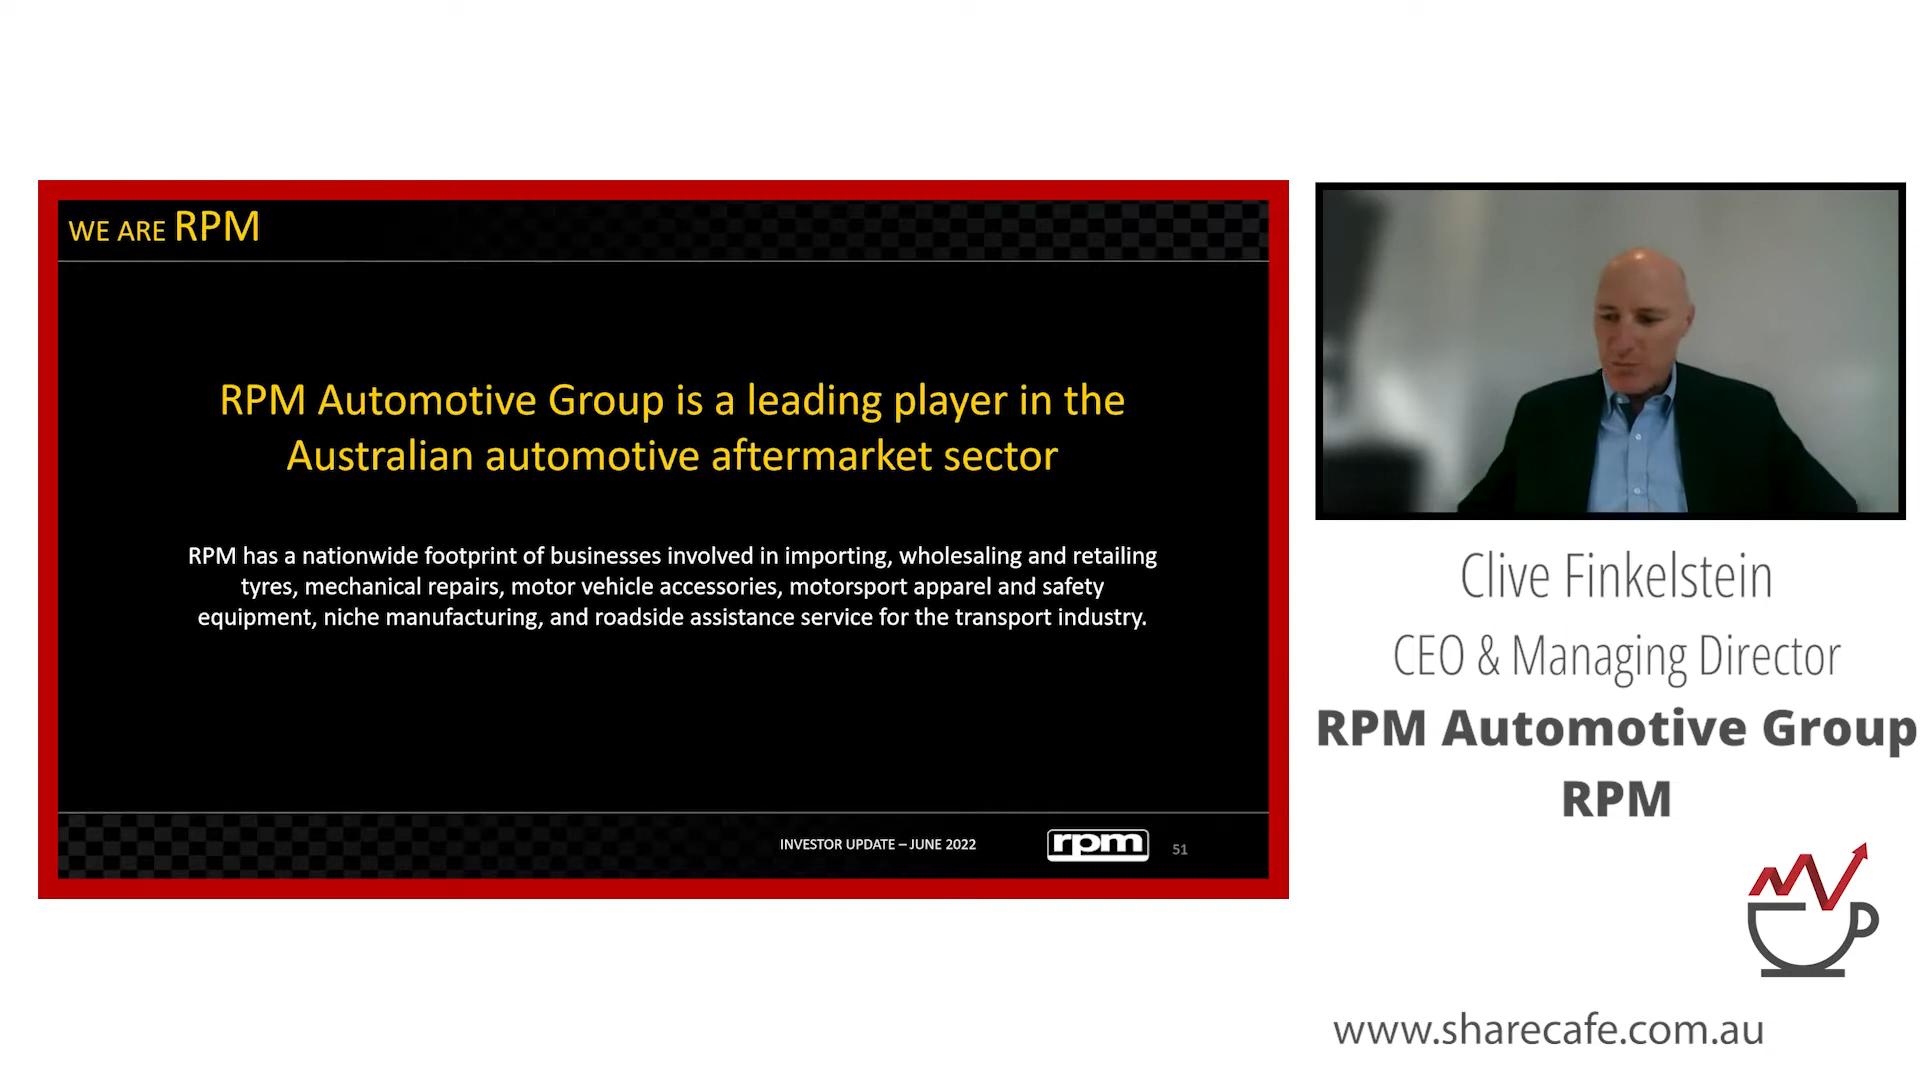 WE ARE RPM
RPM Automotive Group is a leading player in the
Australian automotive aftermarket sector
RPM has a nationwide footprint of businesses involved in importing, wholesaling and retailing
tyres, mechanical repairs, motor vehicle accessories, motorsport apparel and safety
equipment, niche manufacturing, and roadside assistance service for the transport industry.
INVESTOR UPDATE – JUNE 2022
rpm
51
Clive Finkelstein
CEO & Managing Director
RPM Automotive Group
RPM
www.sharecafe.com.au